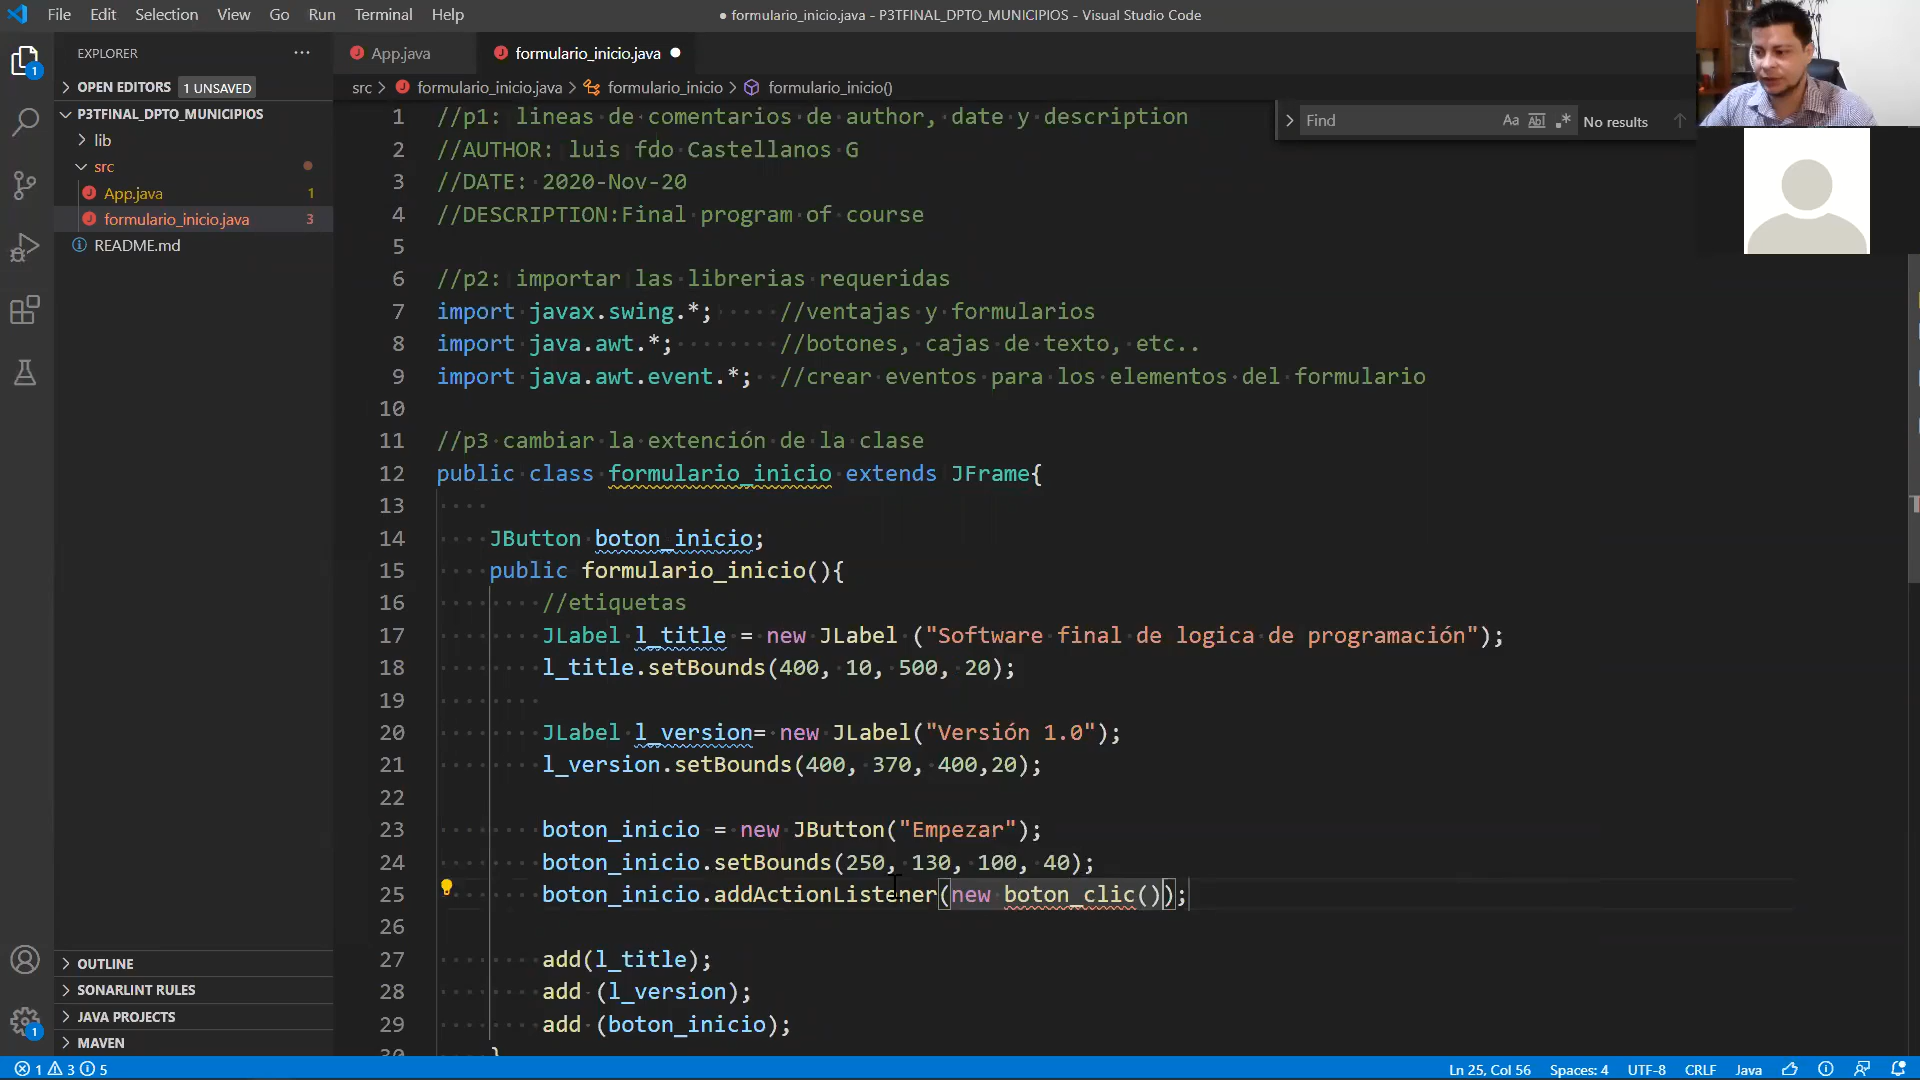 File Edit Selection View Go Run Terminal Help
● formulario_inicio.java - P3TFINAL_DPTO_MUNICIPIOS - Visual Studio Code
EXPLORER ...
App.java
formulario_inicio.java
OPEN EDITORS 1 UNSAVED
src > formulario_inicio.java > formulario_inicio > formulario_inicio()
P3TFINAL_DPTO_MUNICIPIOS
lib
src
App.java 1
formulario_inicio.java 3
README.md
Find Aa Abl .* No results
1 //p1: lineas de comentarios de author, date y description
2 //AUTHOR: luis fdo Castellanos G
3 //DATE: 2020-Nov-20
4 //DESCRIPTION:Final program of course
5
6 //p2: importar las librerias requeridas
7 import javax.swing.*; //ventajas y formularios
8 import java.awt.*; //botones, cajas de texto, etc..
9 import java.awt.event.*; //crear eventos para los elementos del formulario
10
11 //p3 cambiar la extención de la clase
12 public class formulario_inicio extends JFrame{
13
14 JButton boton_inicio;
15 public formulario_inicio(){
16 //etiquetas
17 JLabel l_title = new JLabel ("Software final de logica de programación");
18 l_title.setBounds(400, 10, 500, 20);
19
20 JLabel l_version= new JLabel("Versión 1.0");
21 l_version.setBounds(400, 370, 400,20);
22
23 boton_inicio = new JButton("Empezar");
24 boton_inicio.setBounds(250, 130, 100, 40);
25 boton_inicio.addActionListener(new boton_clic());
26
27 add(l_title);
28 add (l_version);
29 add (boton_inicio);
30 }
OUTLINE
SONARLINT RULES
JAVA PROJECTS
MAVEN
1
1
1 3 5
Ln 25, Col 56 Spaces: 4 UTF-8 CRLF Java